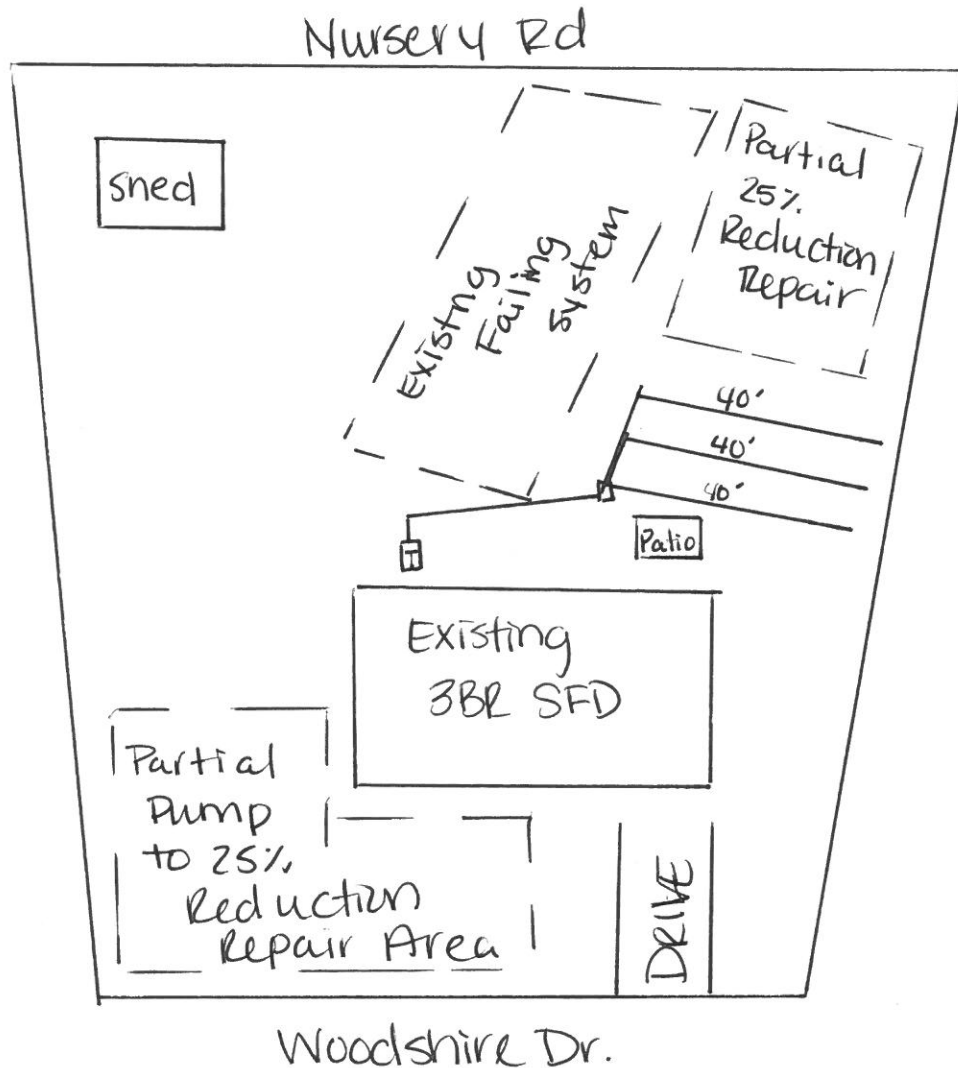 Nursery Rd
Shed
Existing
Failing
System
Partial
25%
Reduction
Repair
40'
40'
40'
T
Patio
Existing
3BR SFD
Partial
Pump
to 25%
Reduction
Repair Area
DRIVE
Woodshire Dr.